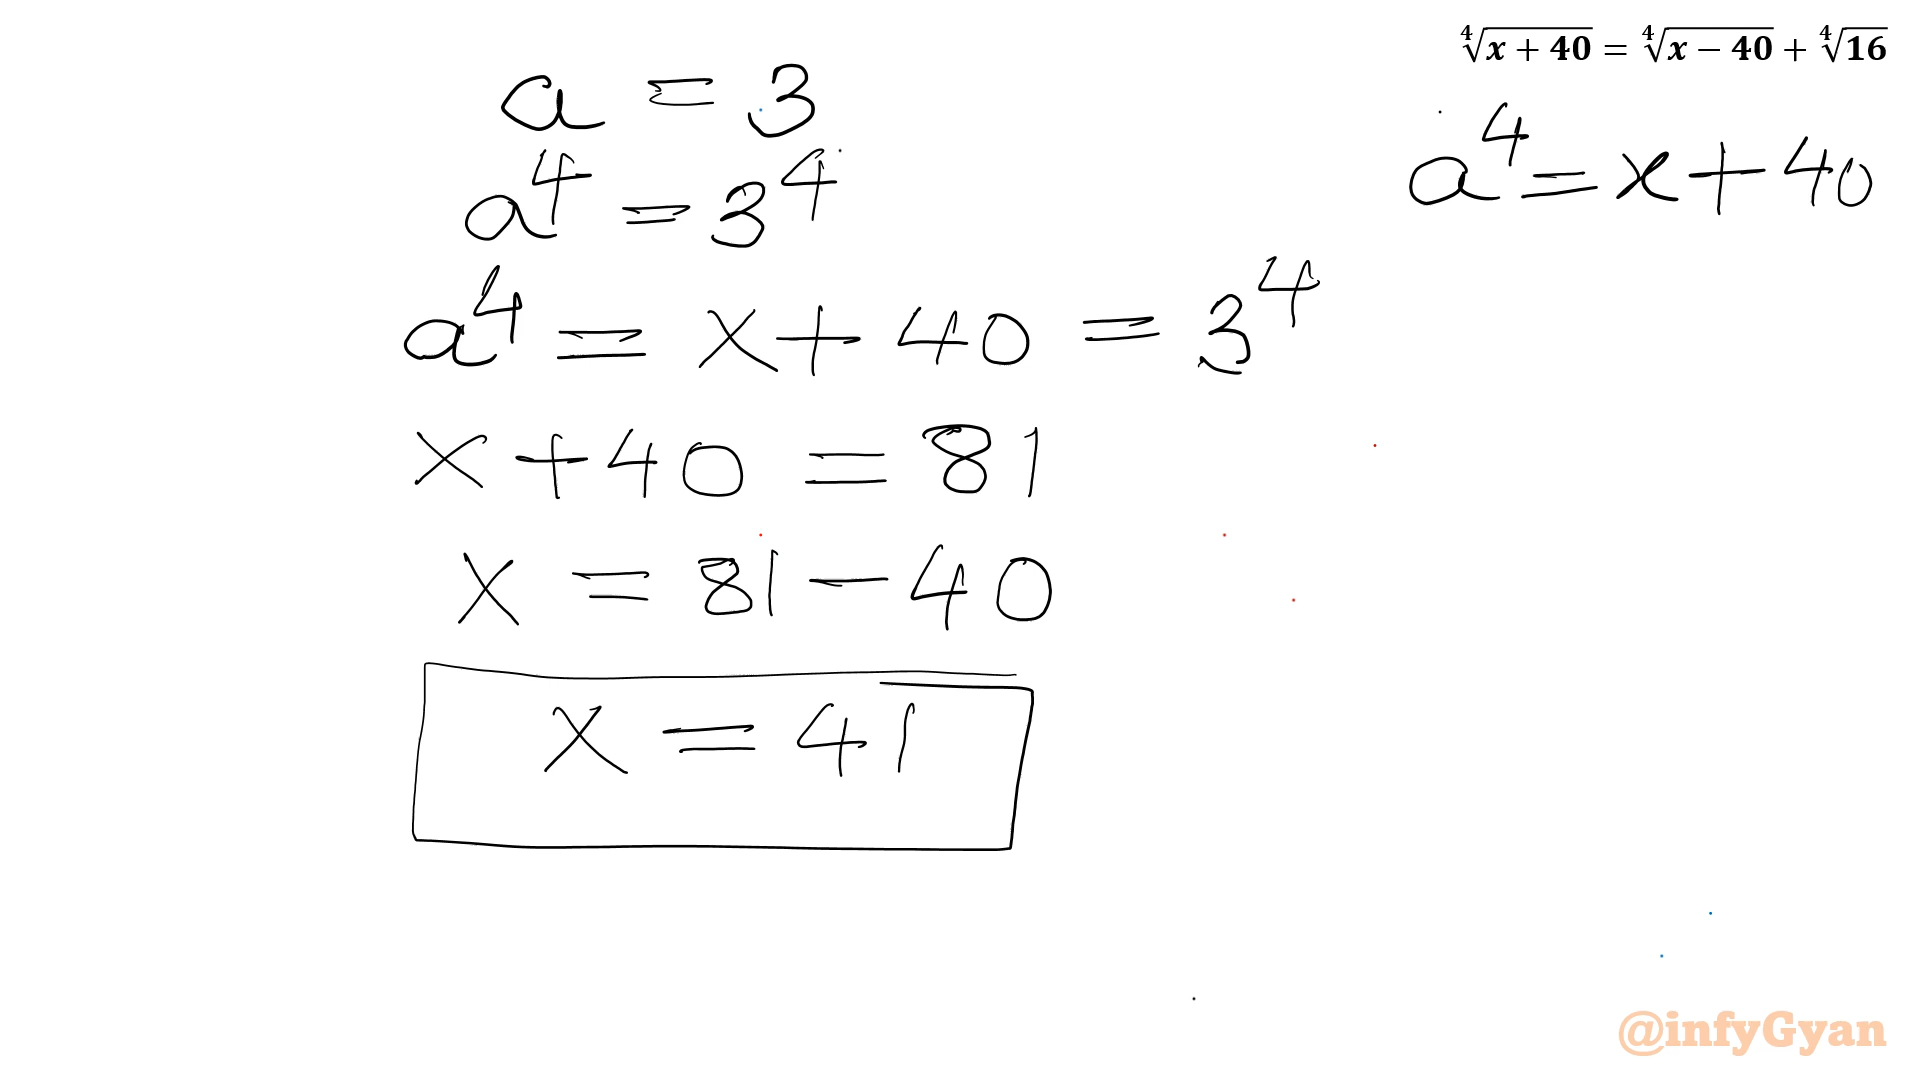 ∜(x + 40) = ∜(x − 40) + ∜16
a = 3
a⁴ = x + 40
a⁴ = 3⁴
a⁴ = x + 40 = 3⁴
x + 40 = 81
x = 81 − 40
x = 41
@infyGyan